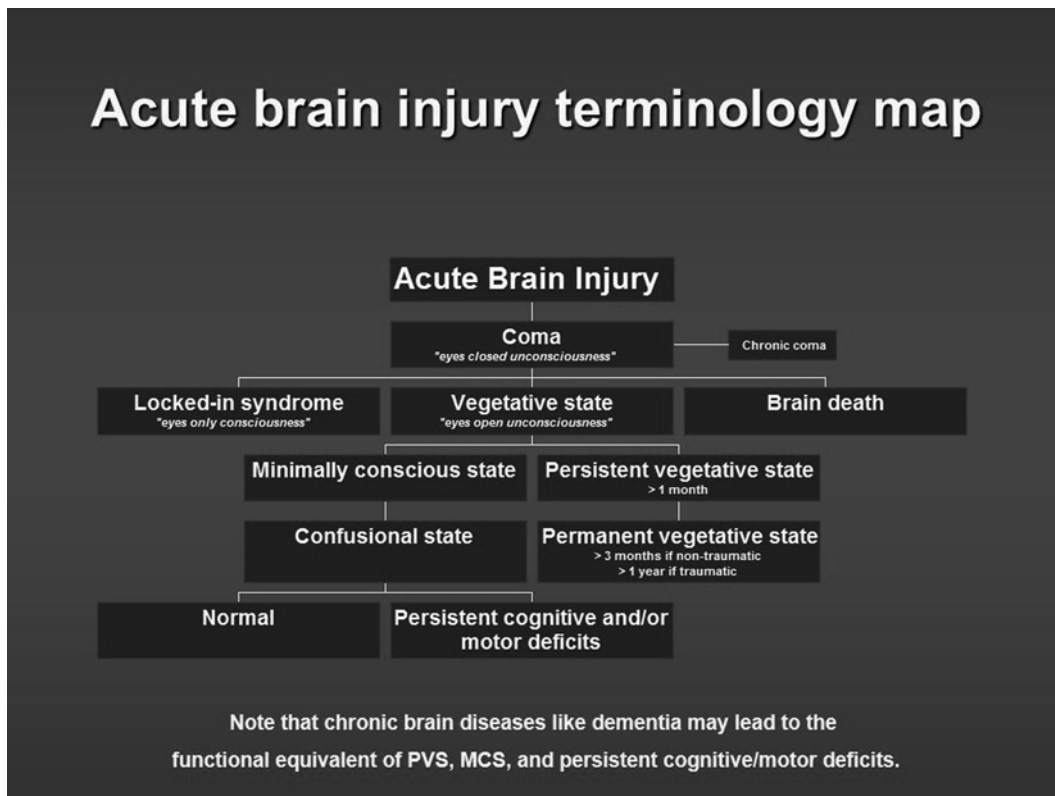 Acute brain injury terminology map
Acute Brain Injury
Coma
"eyes closed unconsciousness"
Chronic coma
Locked-in syndrome
"eyes only consciousness"
Vegetative state
"eyes open unconsciousness"
Brain death
Minimally conscious state
Persistent vegetative state
> 1 month
Confusional state
Permanent vegetative state
> 3 months if non-traumatic
> 1 year if traumatic
Normal
Persistent cognitive and/or
motor deficits
Note that chronic brain diseases like dementia may lead to the
functional equivalent of PVS, MCS, and persistent cognitive/motor deficits.